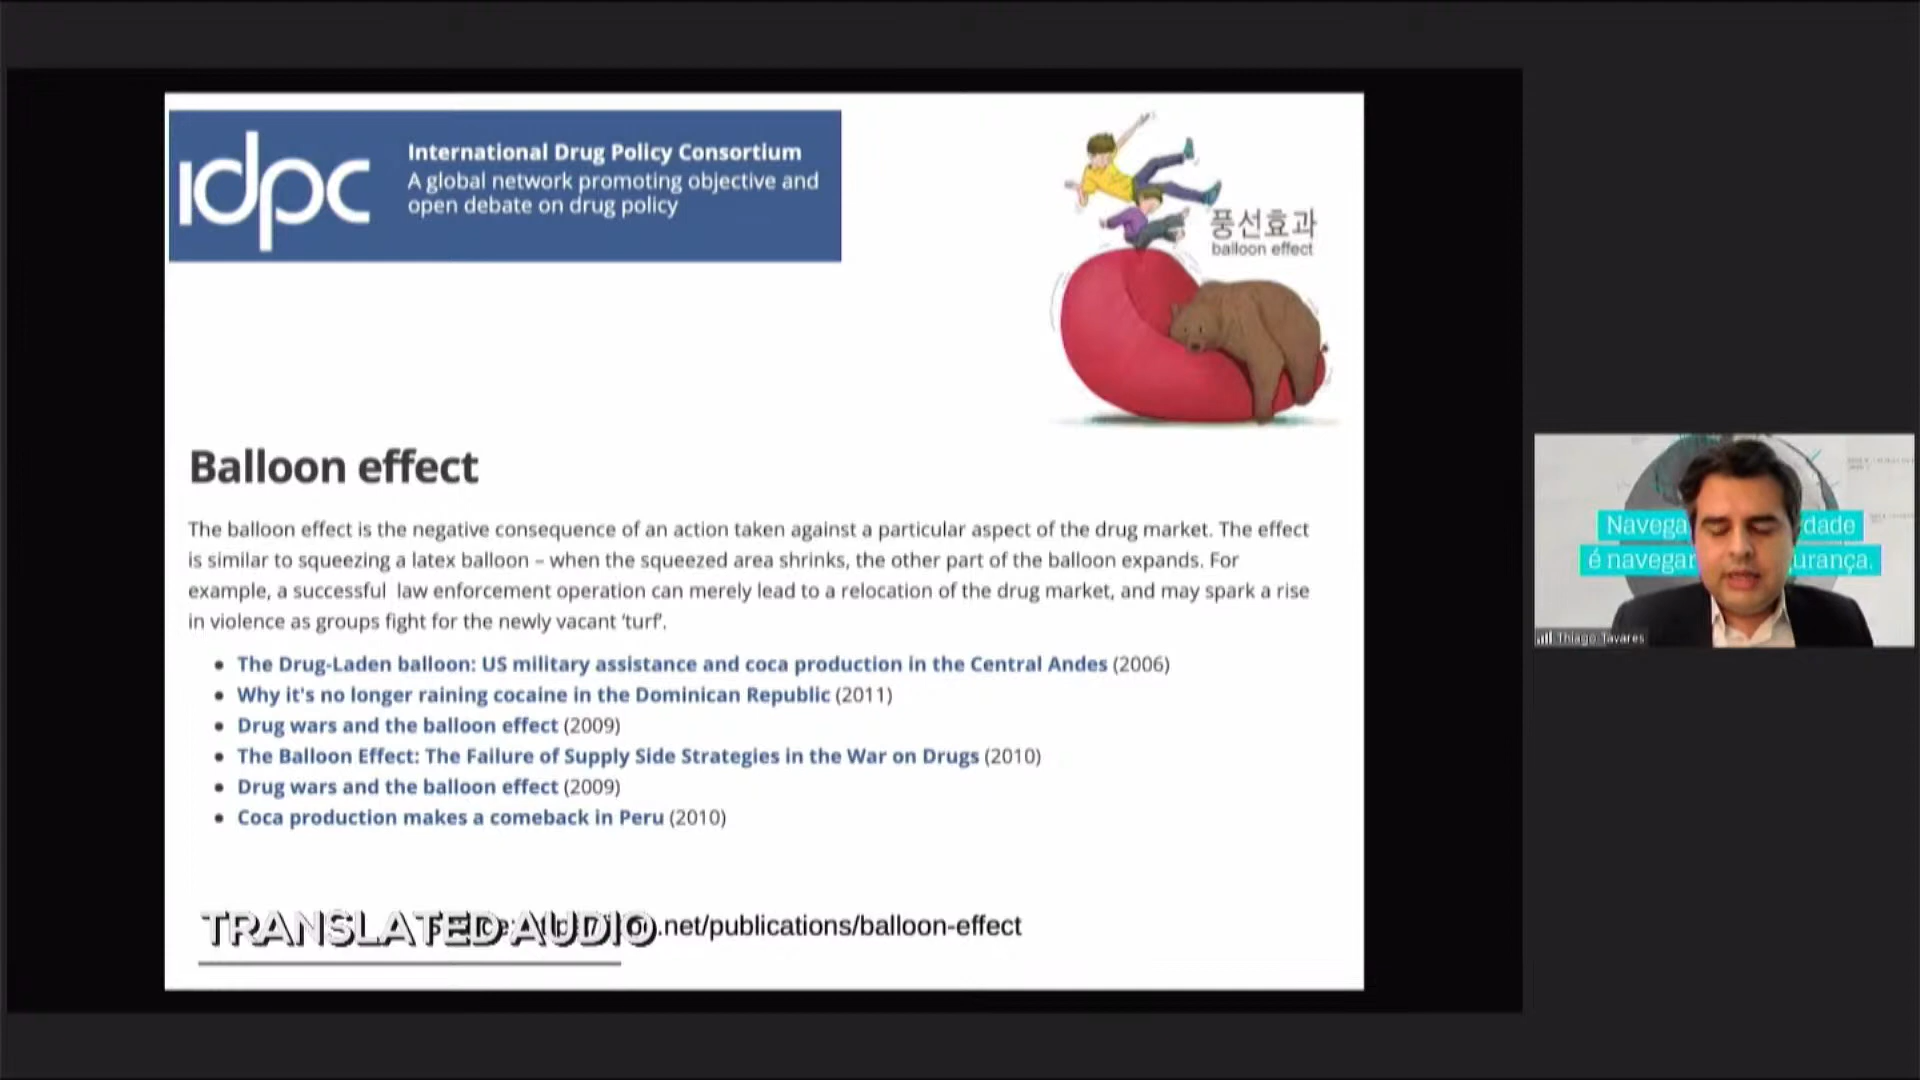 idpc
International Drug Policy Consortium
A global network promoting objective and
open debate on drug policy
풍선효과
balloon effect
Balloon effect
The balloon effect is the negative consequence of an action taken against a particular aspect of the drug market. The effect
is similar to squeezing a latex balloon – when the squeezed area shrinks, the other part of the balloon expands. For
example, a successful law enforcement operation can merely lead to a relocation of the drug market, and may spark a rise
in violence as groups fight for the newly vacant ‘turf’.
The Drug-Laden balloon: US military assistance and coca production in the Central Andes (2006)
Why it's no longer raining cocaine in the Dominican Republic (2011)
Drug wars and the balloon effect (2009)
The Balloon Effect: The Failure of Supply Side Strategies in the War on Drugs (2010)
Drug wars and the balloon effect (2009)
Coca production makes a comeback in Peru (2010)
TRANSLATED AUDIO
.net/publications/balloon-effect
Navega dade
é navegar urança.
Thiago Tavares